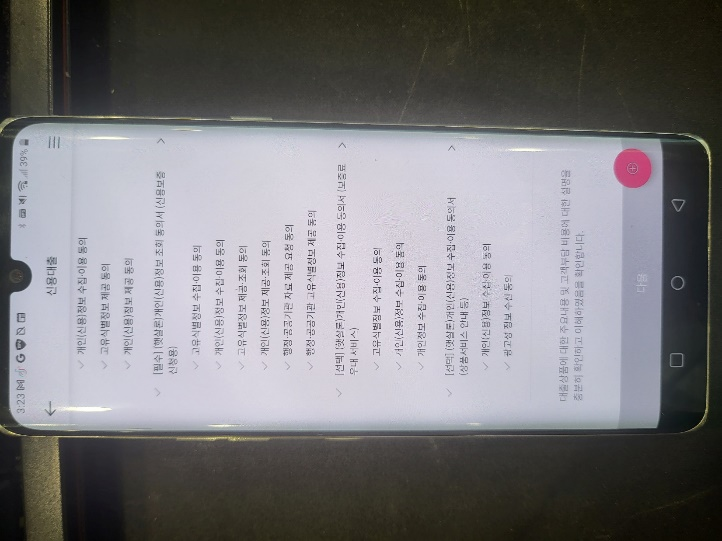 3:23
39%
신용대출
개인(신용)정보 수집·이용 동의
고유식별정보 제공 동의
개인(신용)정보 제공 동의
[필수] (햇살론)개인(신용)정보 조회 동의서 (신용보증
신청용)
고유식별정보 수집·이용 동의
개인(신용)정보 수집·이용 동의
고유식별정보 제공·조회 동의
개인(신용)정보 제공·조회 동의
행정·공공기관 자료 제공 요청 동의
행정·공공기관 고유식별정보 제공 동의
[선택] (햇살론)개인(신용)정보 수집·이용 동의서 (보증료
우대 서비스)
고유식별정보 수집·이용 동의
개인(신용)정보 수집·이용 동의
개인정보 수집·이용 동의
[선택] (햇살론)개인(신용)정보 수집·이용 동의서
(상품서비스 안내 등)
개인(신용)정보 수집·이용 동의
광고성 정보 수신 동의
대출상품에 대한 주요내용 및 고객부담 비용에 대한 설명을
충분히 확인하고 이해하였음을 확인합니다.
다음